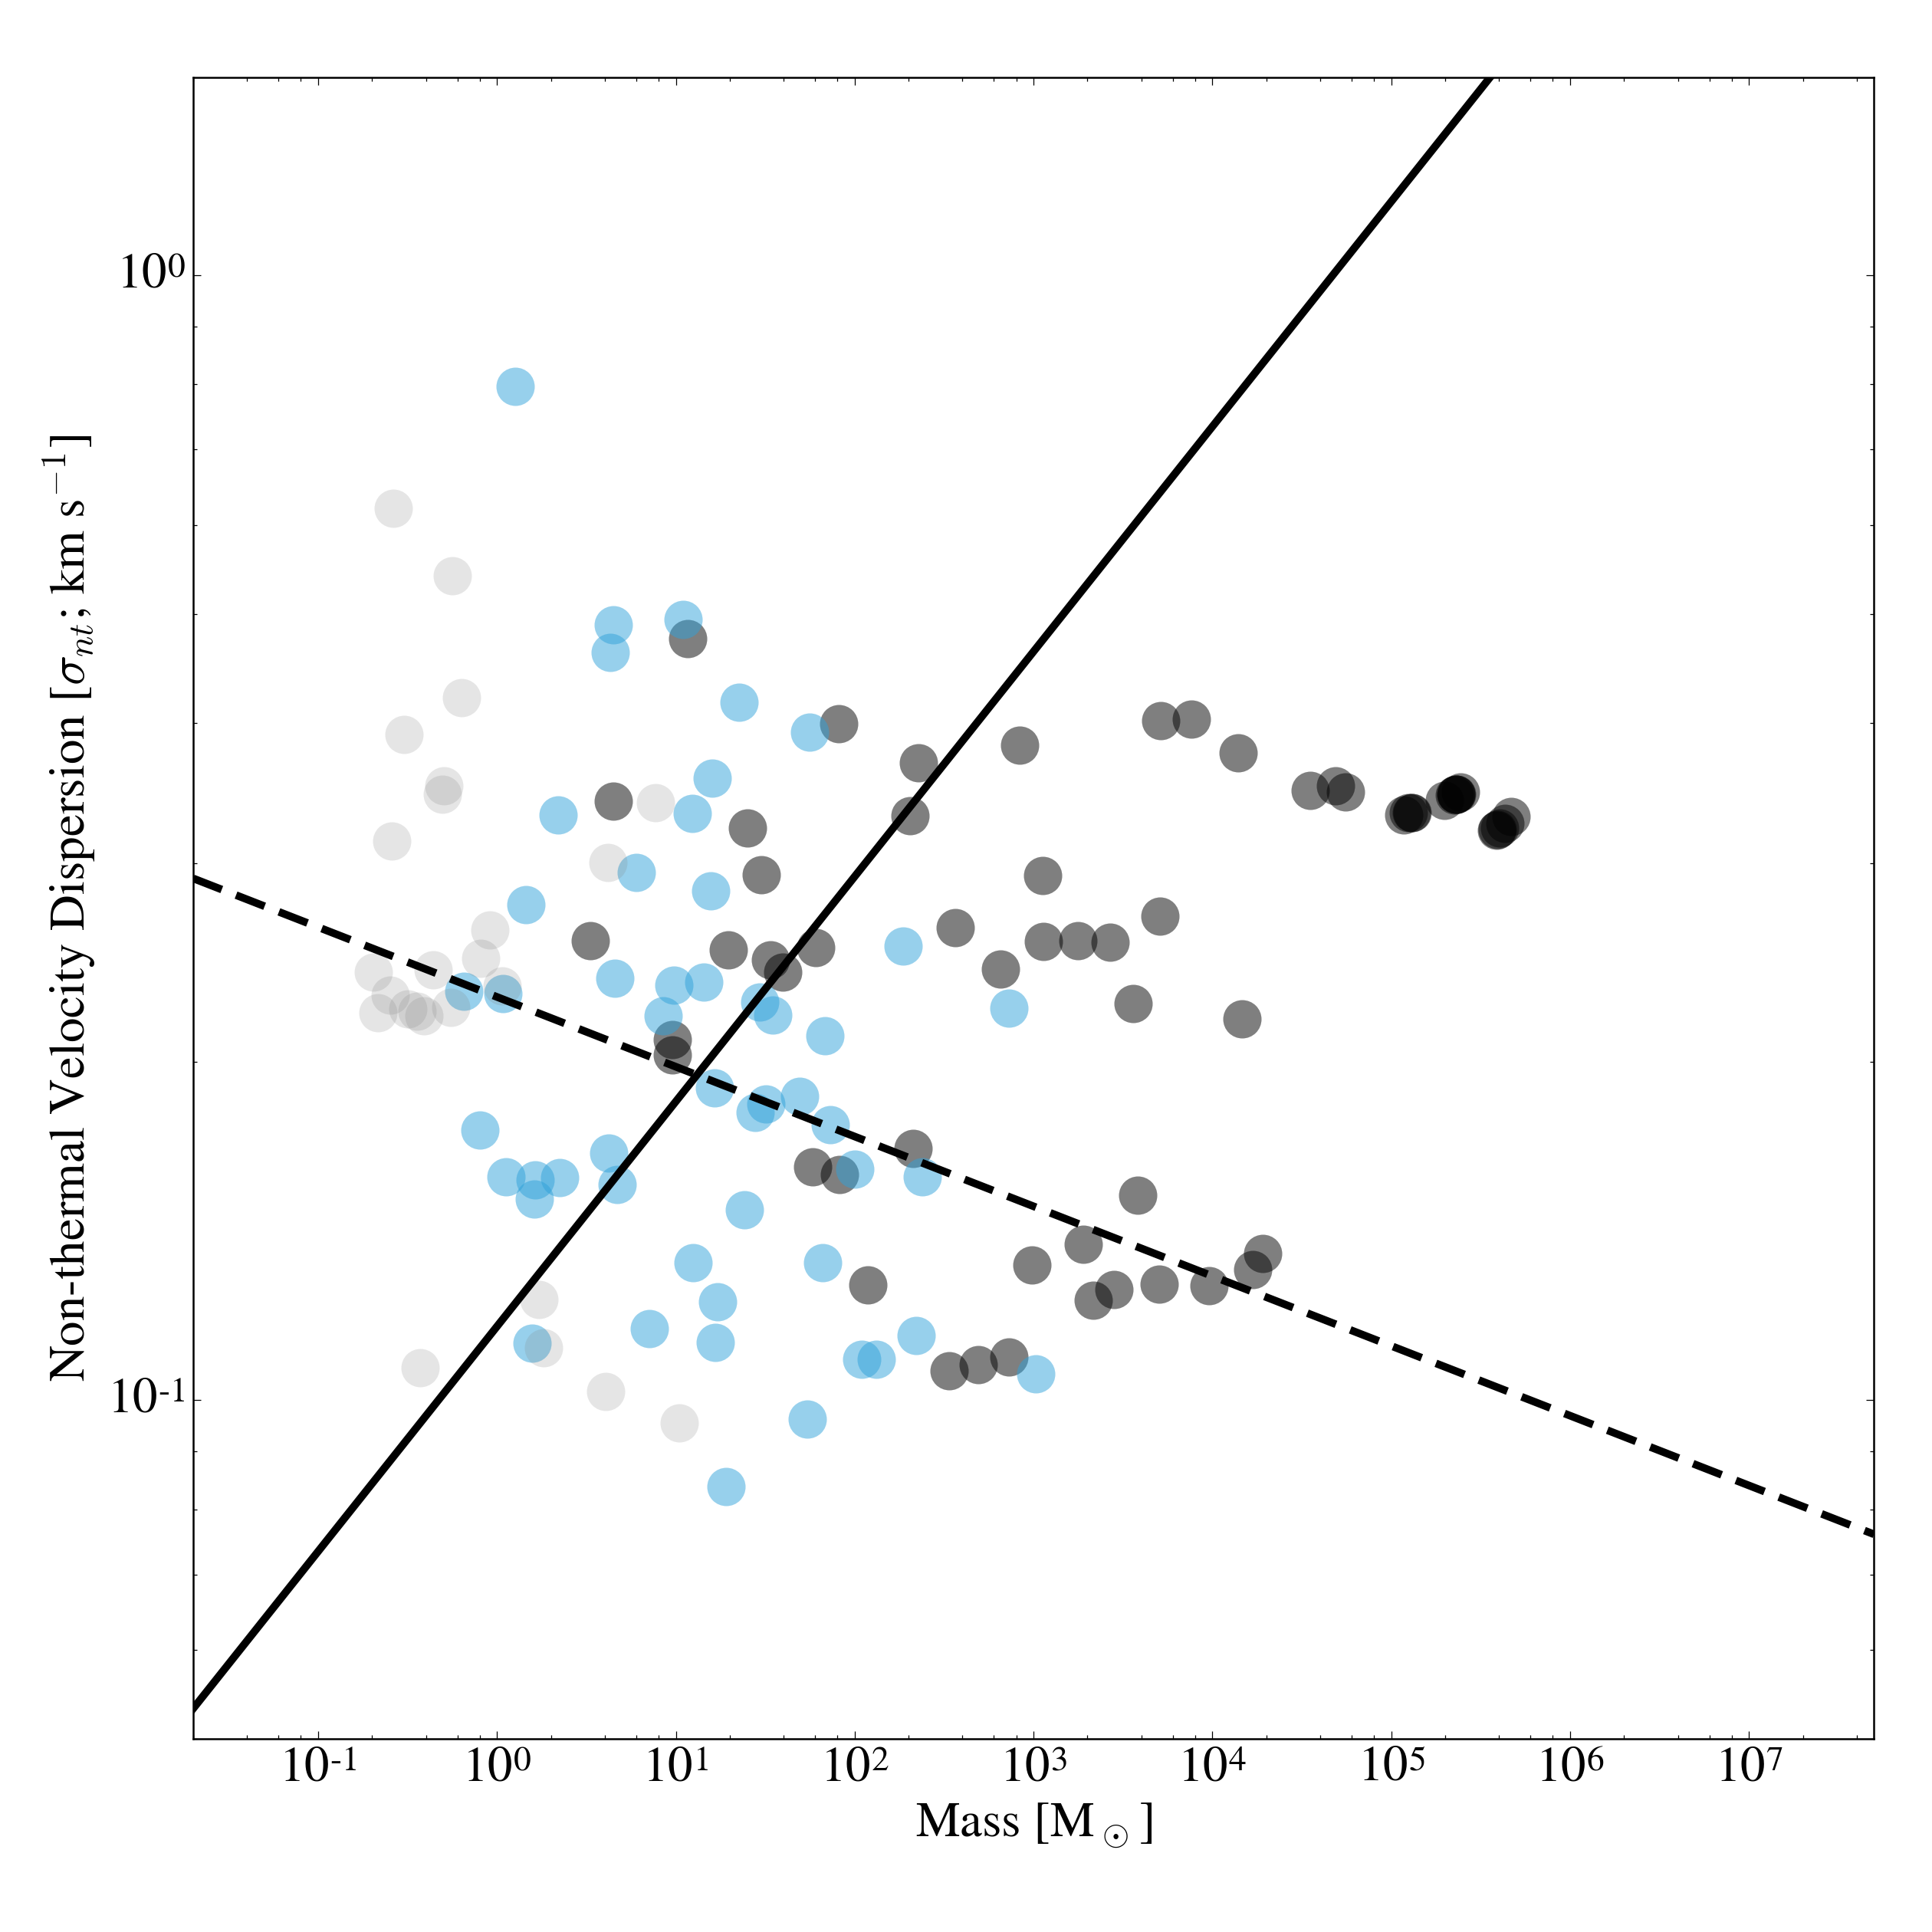 Non-thermal Velocity Dispersion [σₙₜ; km s⁻¹]
10⁰
10⁻¹
10⁻¹ 10⁰ 10¹ 10² 10³ 10⁴ 10⁵ 10⁶ 10⁷
Mass [M☉]